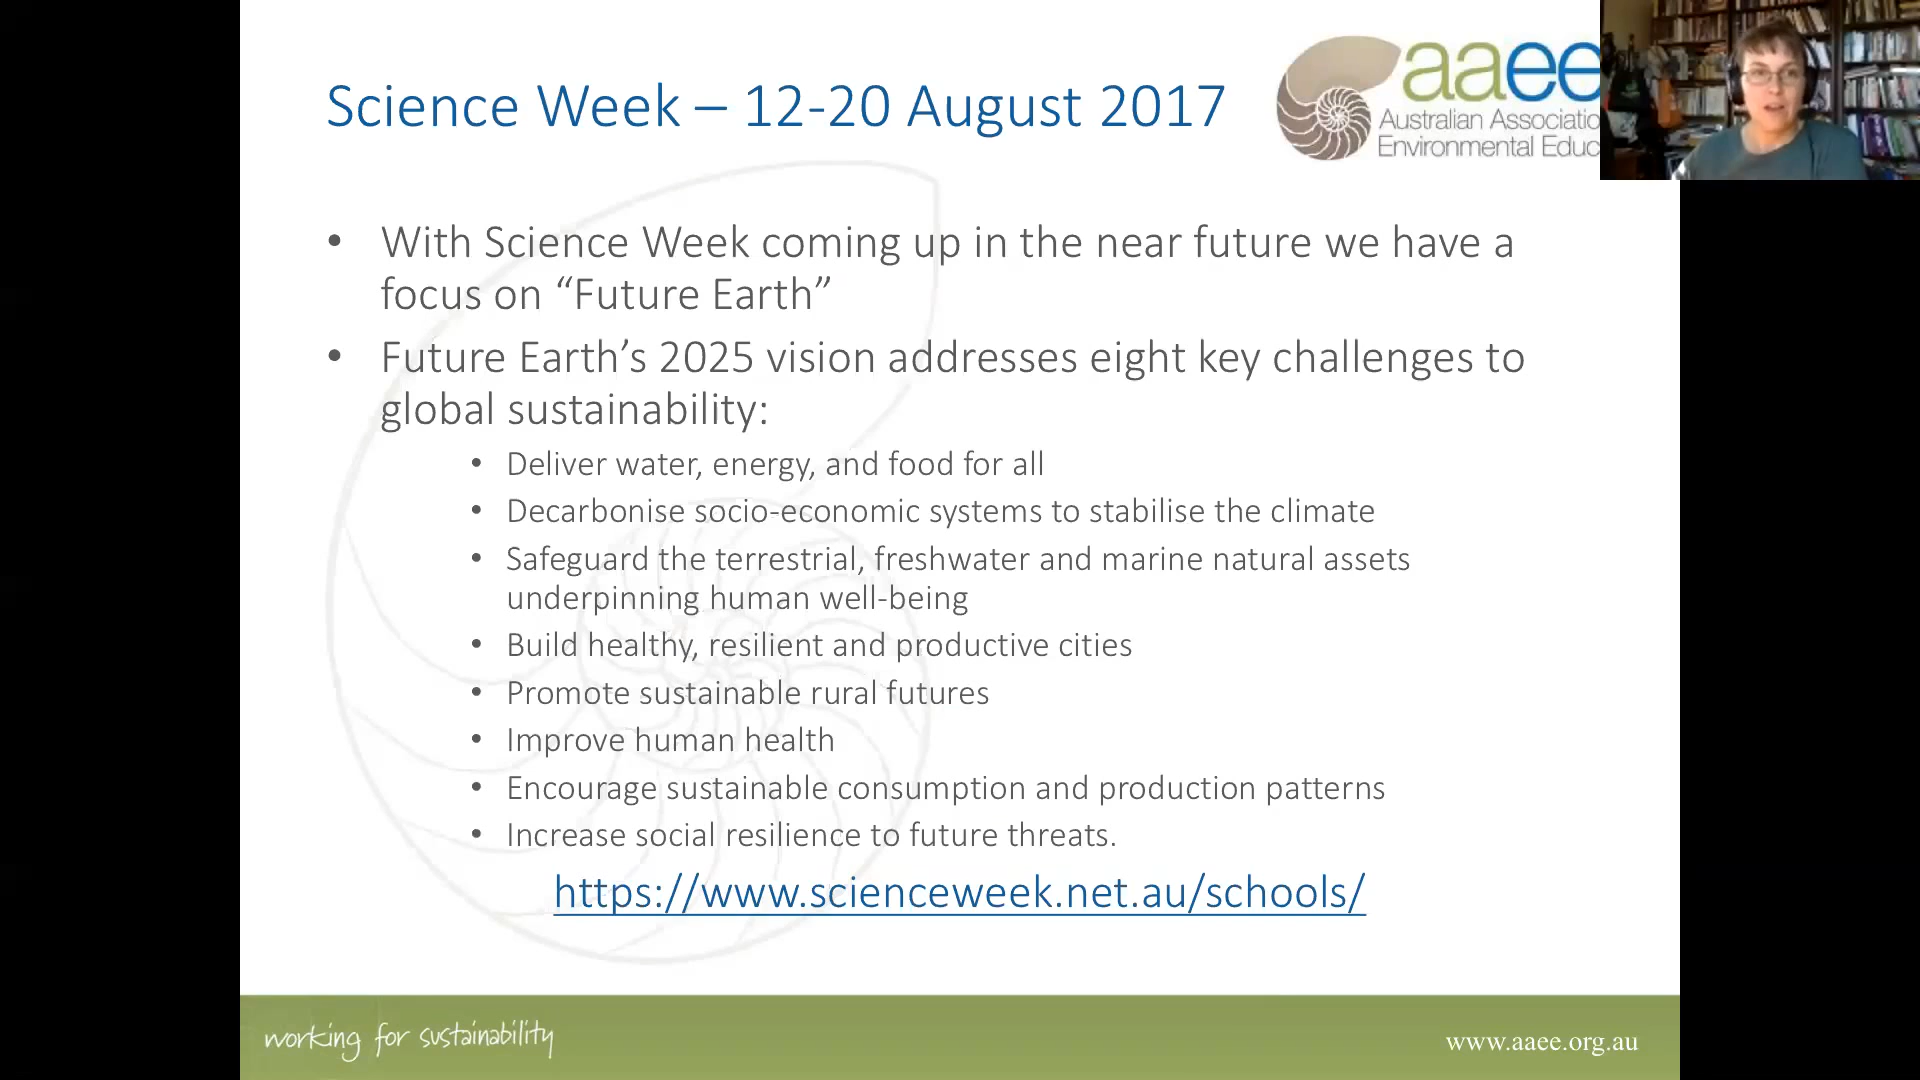 Science Week – 12-20 August 2017
aaee
Australian Associatio
Environmental Educ
• With Science Week coming up in the near future we have a
focus on “Future Earth”
• Future Earth’s 2025 vision addresses eight key challenges to
global sustainability:
• Deliver water, energy, and food for all
• Decarbonise socio-economic systems to stabilise the climate
• Safeguard the terrestrial, freshwater and marine natural assets
underpinning human well-being
• Build healthy, resilient and productive cities
• Promote sustainable rural futures
• Improve human health
• Encourage sustainable consumption and production patterns
• Increase social resilience to future threats.
https://www.scienceweek.net.au/schools/
working for sustainability
www.aaee.org.au